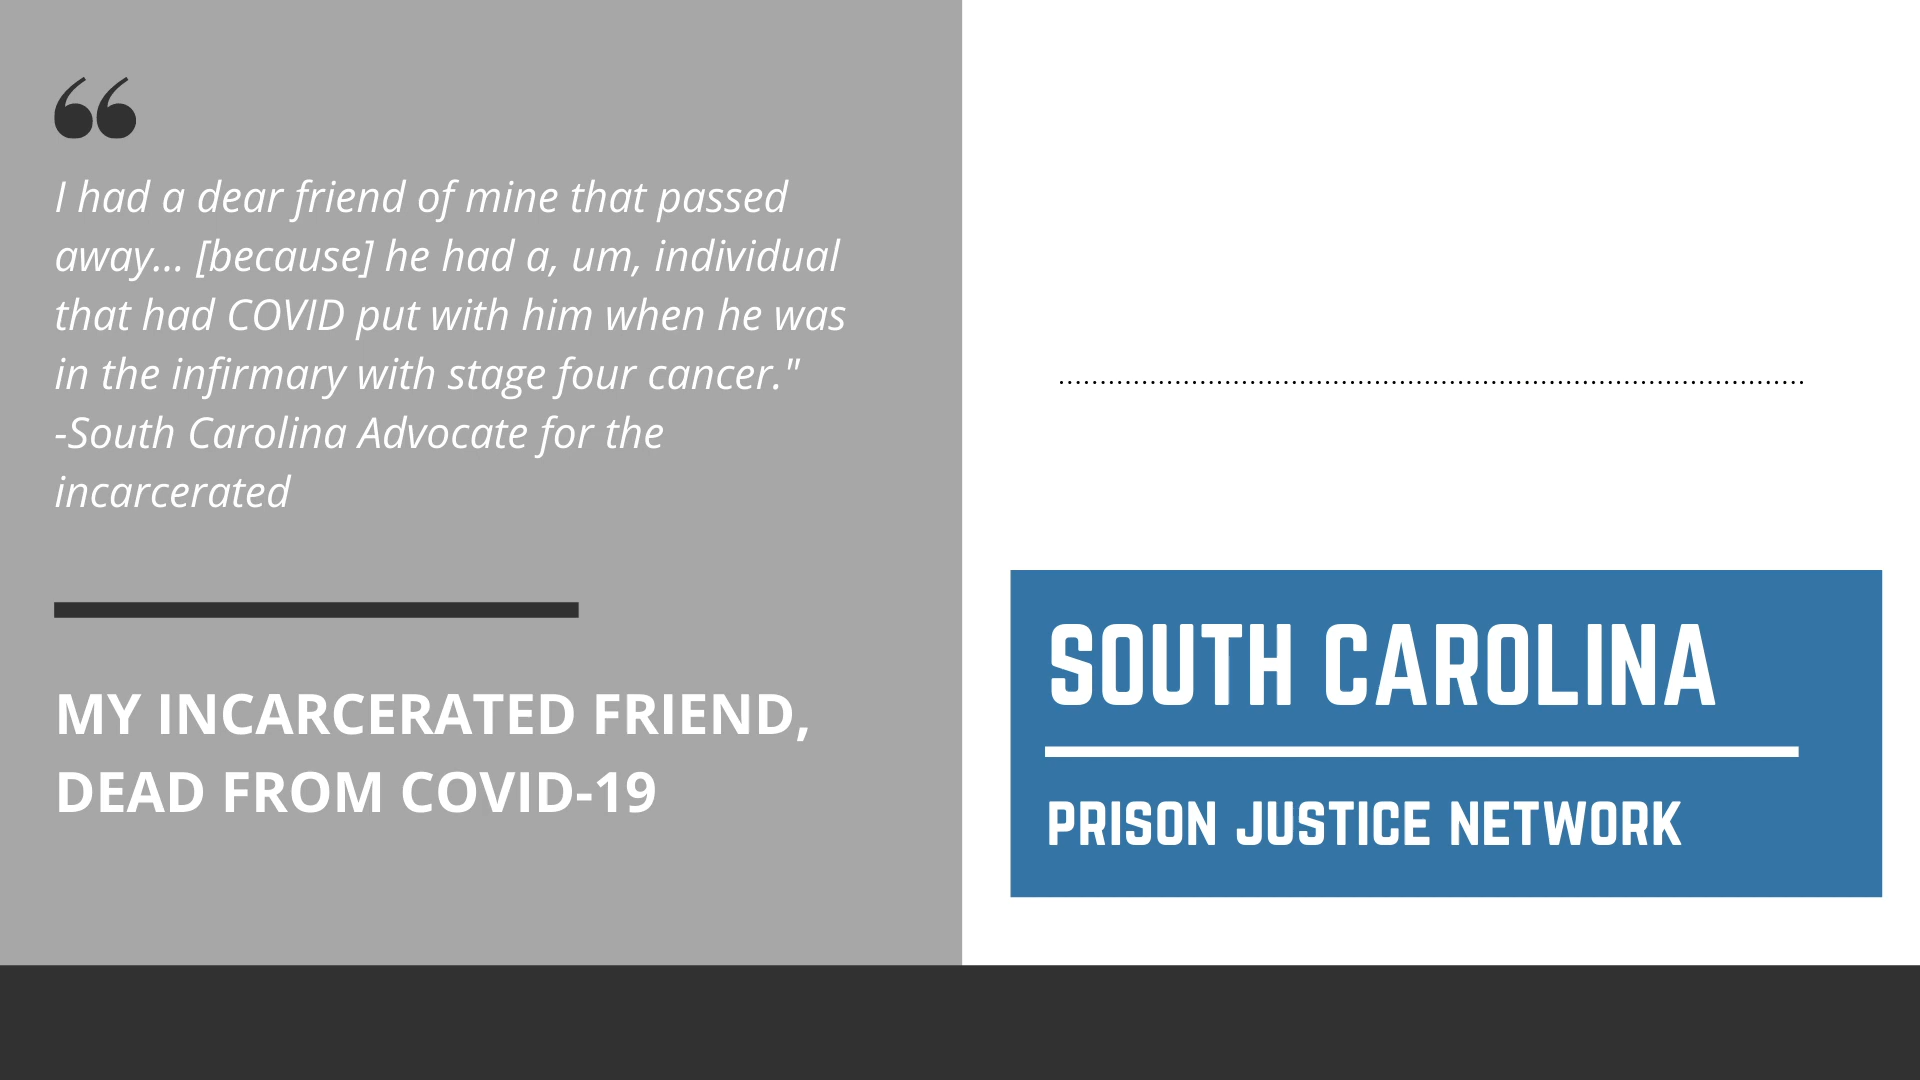 “
I had a dear friend of mine that passed
away... [because] he had a, um, individual
that had COVID put with him when he was
in the infirmary with stage four cancer."
-South Carolina Advocate for the
incarcerated
MY INCARCERATED FRIEND,
DEAD FROM COVID-19
SOUTH CAROLINA
PRISON JUSTICE NETWORK